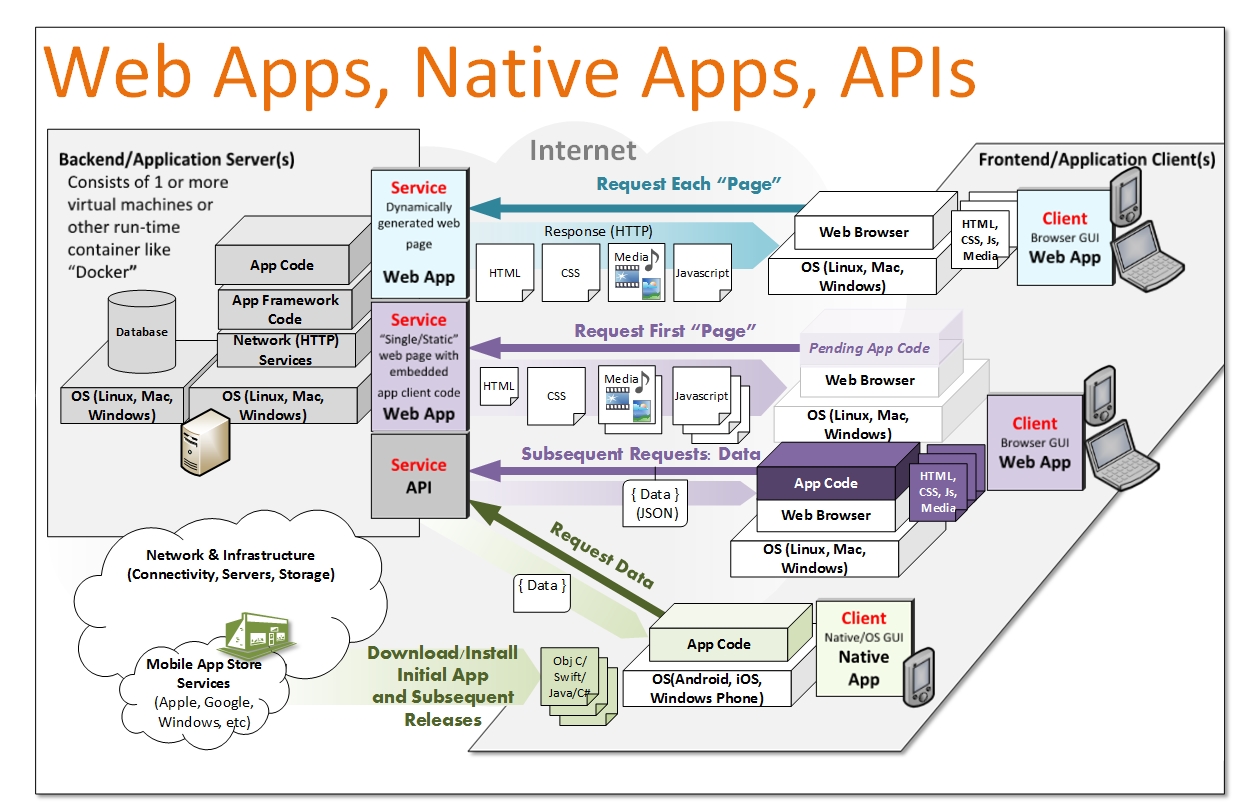 Web Apps, Native Apps, APIs
Backend/Application Server(s)
Consists of 1 or more
virtual machines or
other run-time
container like
“Docker”
App Code
App Framework
Code
Network (HTTP)
Services
OS (Linux, Mac,
Windows)
Database
OS (Linux, Mac,
Windows)
Service
Dynamically
generated web
page
Web App
Service
“Single/Static”
web page with
embedded
app client code
Web App
Service
API
Internet
Request Each “Page”
Response (HTTP)
HTML
CSS
Media
Javascript
Web Browser
OS (Linux, Mac,
Windows)
HTML,
CSS, Js,
Media
Frontend/Application Client(s)
Client
Browser GUI
Web App
Request First “Page”
HTML
CSS
Media
Javascript
Pending App Code
Web Browser
OS (Linux, Mac,
Windows)
Subsequent Requests: Data
{ Data }
(JSON)
App Code
Web Browser
OS (Linux, Mac,
Windows)
HTML,
CSS, Js,
Media
Client
Browser GUI
Web App
Request Data
{ Data }
App Code
OS(Android, iOS,
Windows Phone)
Client
Native/OS GUI
Native
App
Network & Infrastructure
(Connectivity, Servers, Storage)
Mobile App Store
Services
(Apple, Google,
Windows, etc)
Download/Install
Initial App
and Subsequent
Releases
Obj C/
Swift/
Java/C#